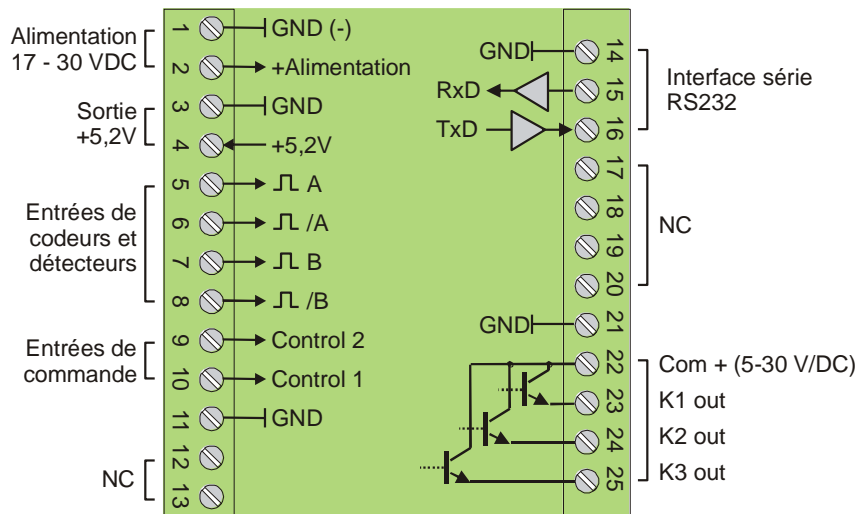 Alimentation
17 - 30 VDC
Sortie
+5,2V
Entrées de
codeurs et
détecteurs
Entrées de
commande
NC
1 GND (-)
2 +Alimentation
3 GND
4 +5,2V
5 A
6 /A
7 B
8 /B
9 Control 2
10 Control 1
11 GND
12
13
GND 14
RxD 15
TxD 16
17
18
19
20
GND 21
22
23
24
25
Interface série
RS232
NC
Com + (5-30 V/DC)
K1 out
K2 out
K3 out